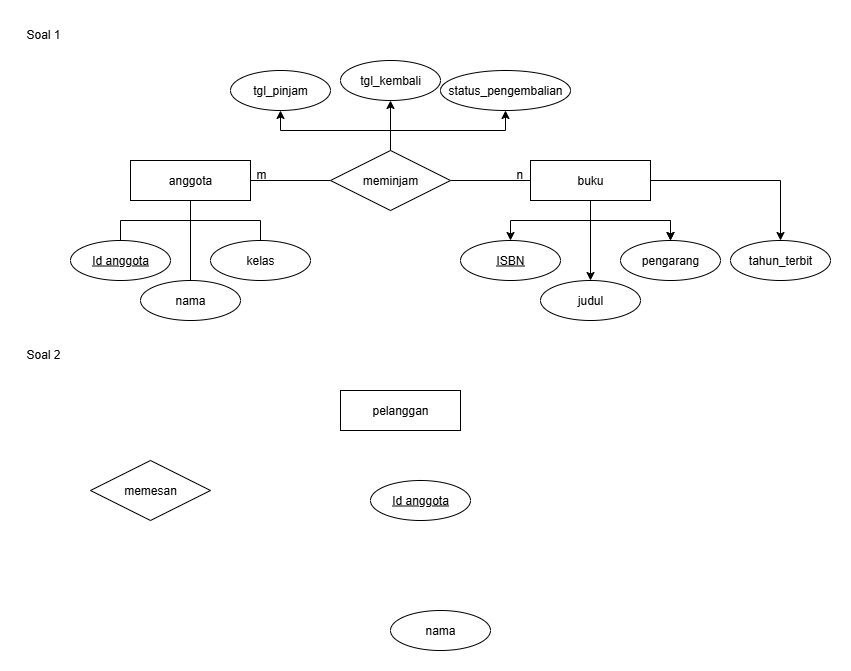 Soal 1
tgl_pinjam
tgl_kembali
status_pengembalian
anggota
m
meminjam
n
buku
Id anggota
kelas
nama
ISBN
pengarang
tahun_terbit
judul
Soal 2
pelanggan
memesan
Id anggota
nama